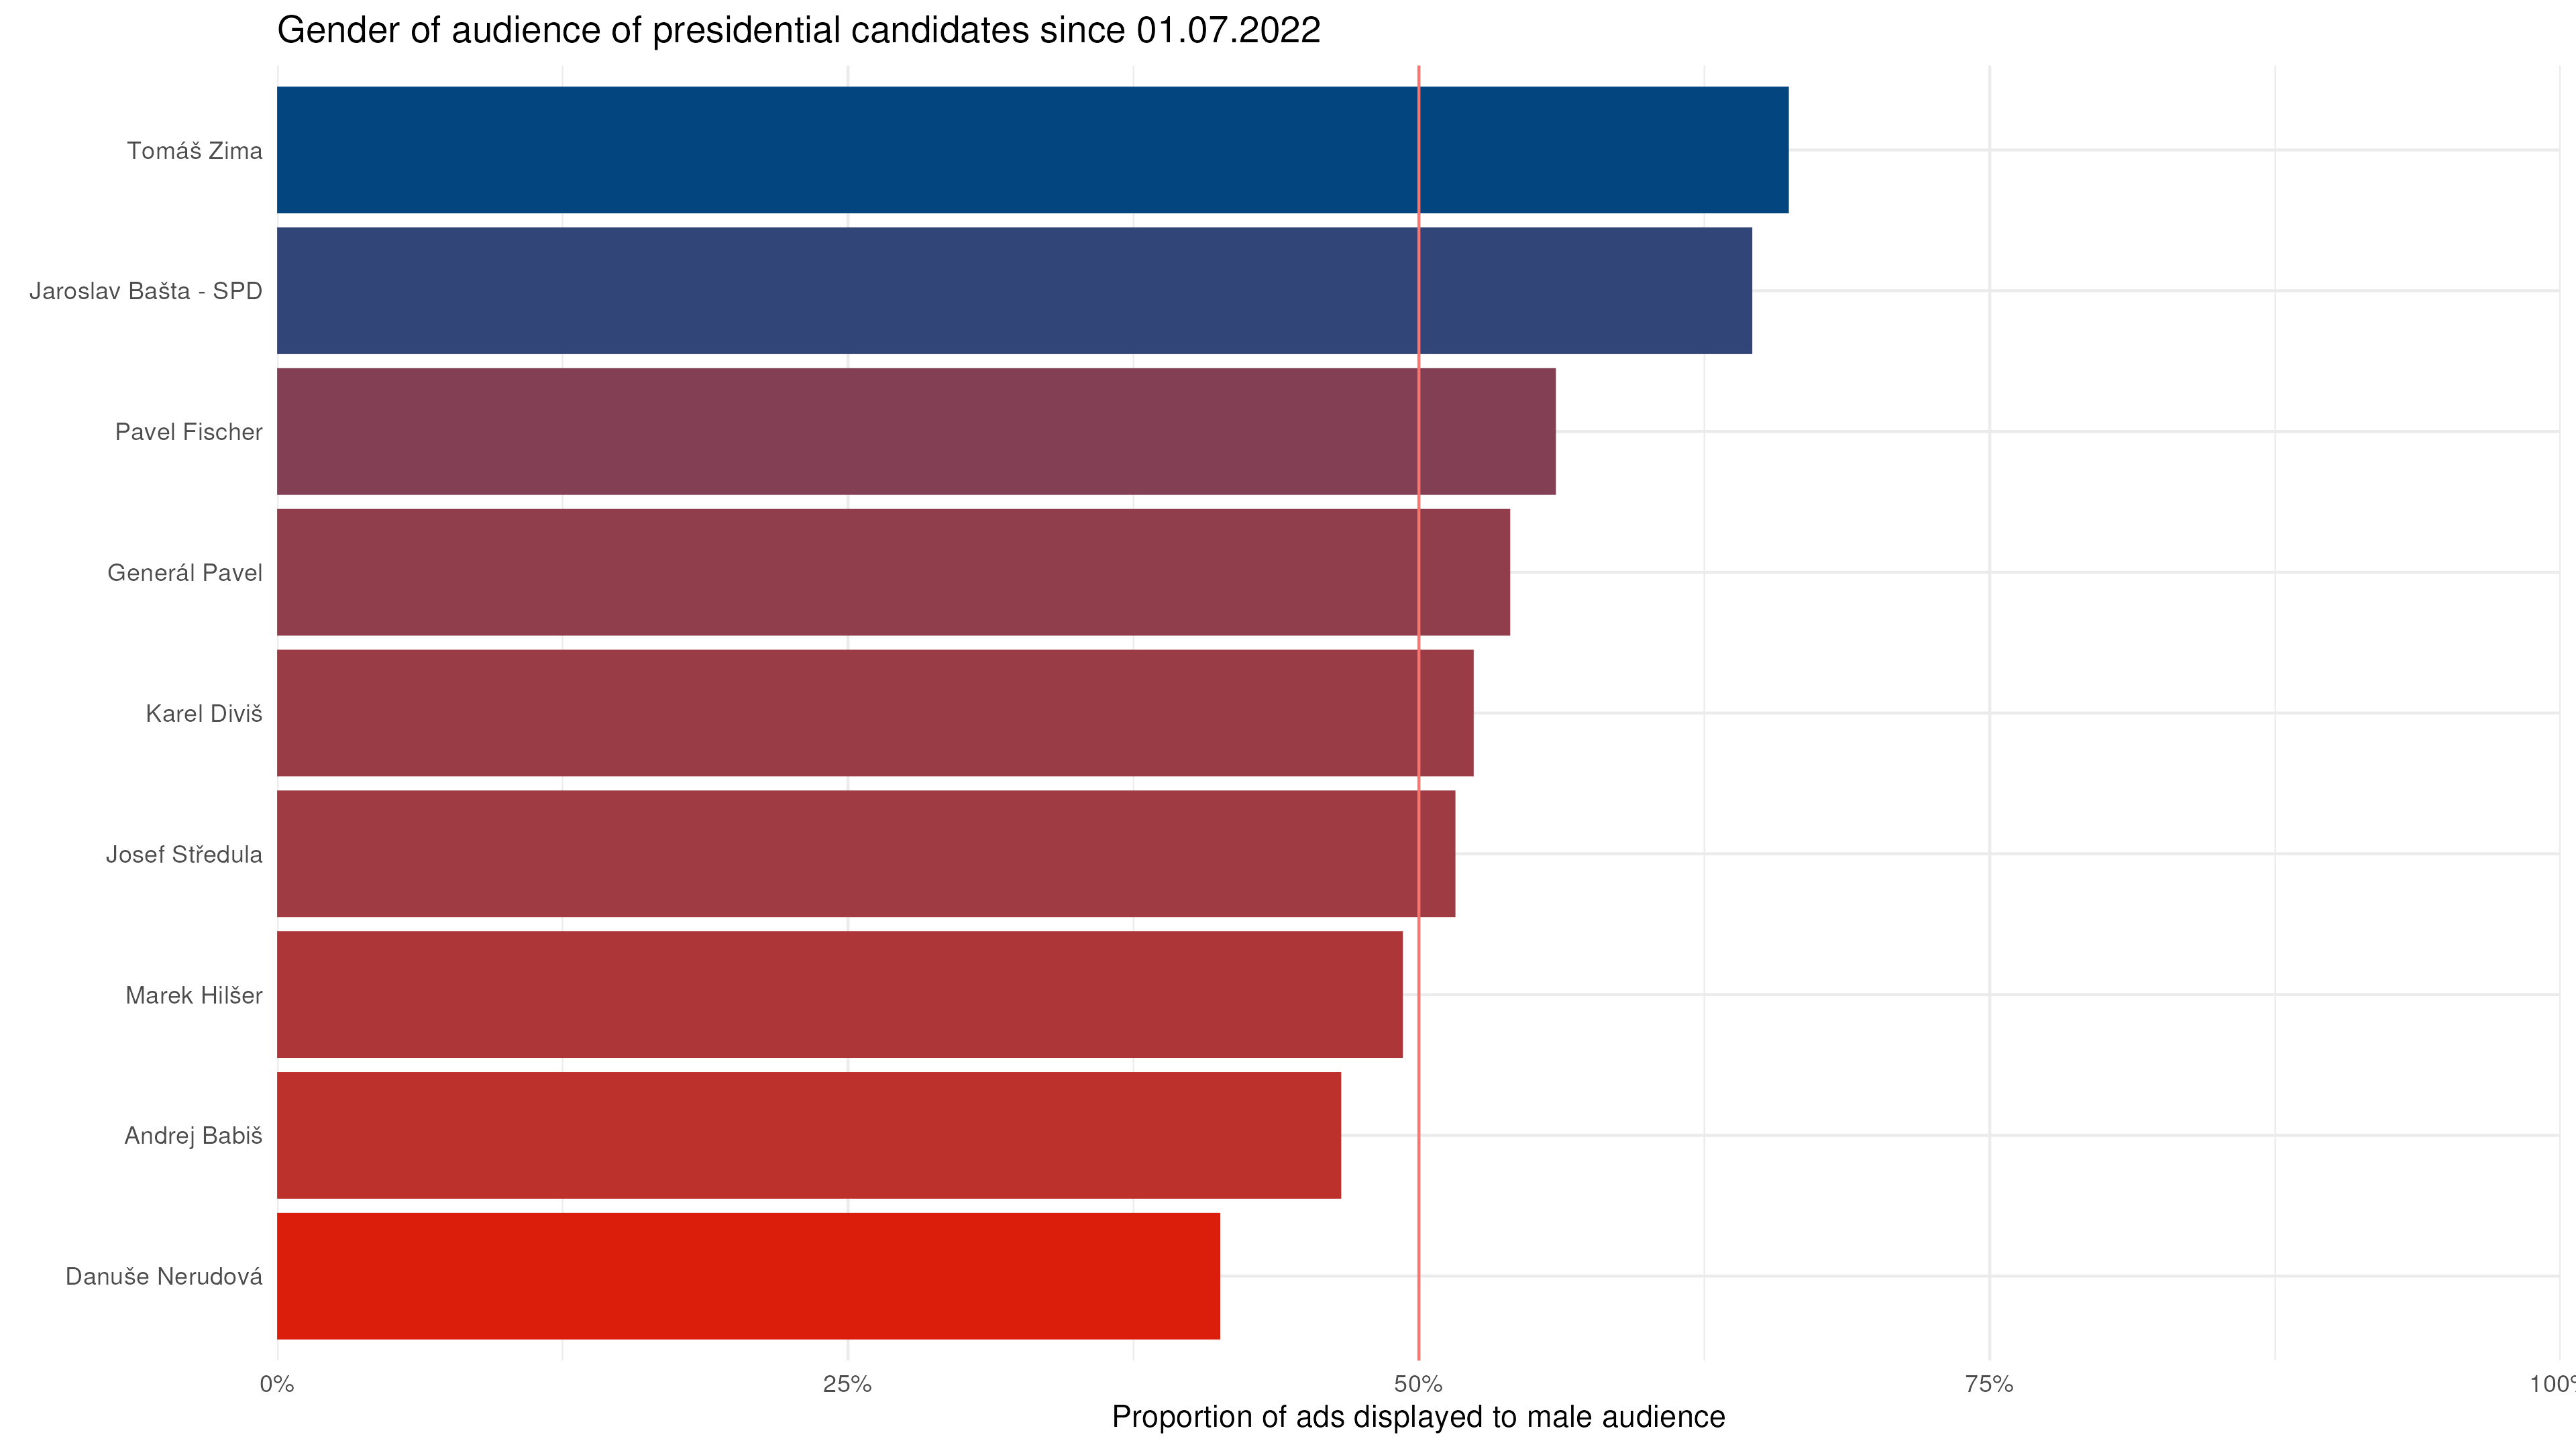 Gender of audience of presidential candidates since 01.07.2022
Tomáš Zima
Jaroslav Bašta - SPD
Pavel Fischer
Generál Pavel
Karel Diviš
Josef Středula
Marek Hilšer
Andrej Babiš
Danuše Nerudová
0% 25% 50% 75% 100%
Proportion of ads displayed to male audience